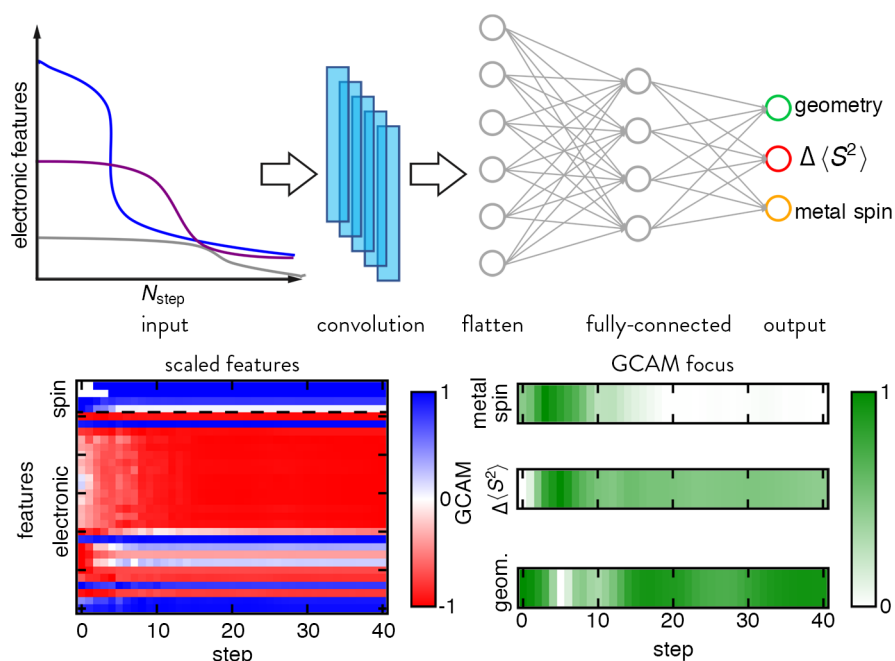 electronic features
N_step
geometry
Δ ⟨S²⟩
metal spin
input
convolution
flatten
fully-connected
output
scaled features
features
spin
electronic
0
10
20
30
40
step
1
0
-1
GCAM
GCAM focus
metal
spin
Δ⟨S²⟩
geom.
0
10
20
30
40
step
1
0